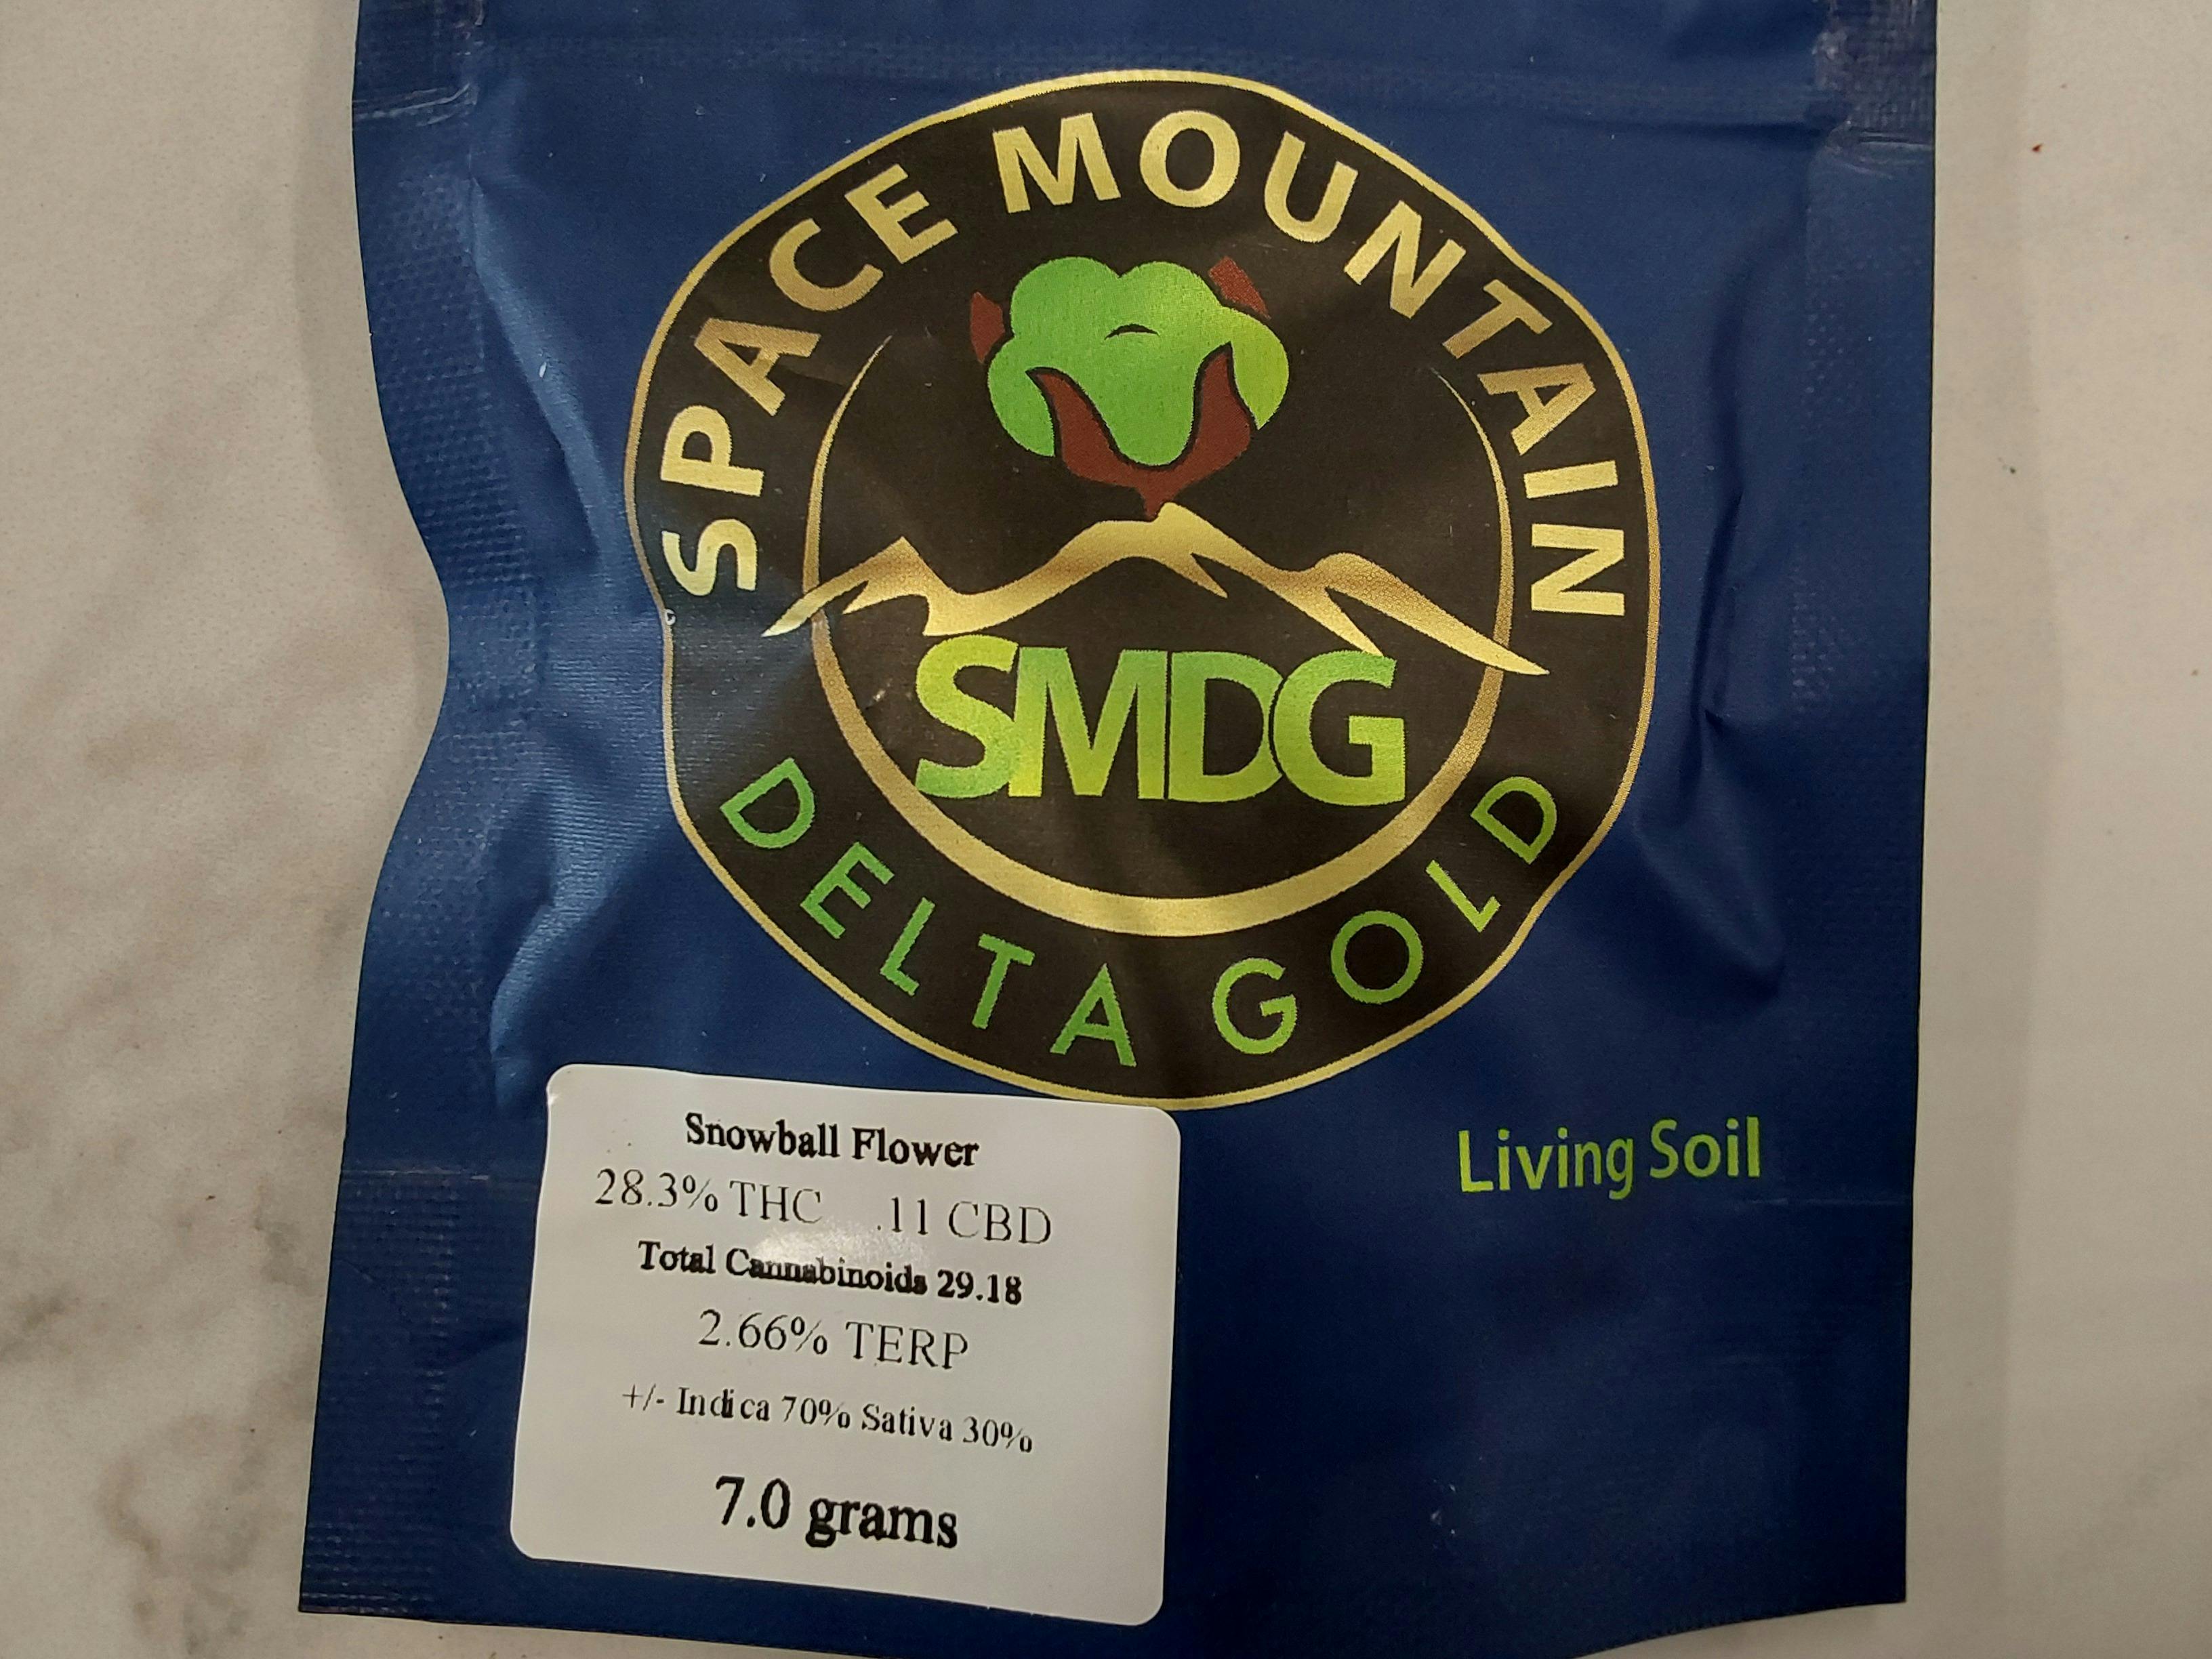 SPACE MOUNTAIN
SMDG
DELTA GOLD
Living Soil
Snowball Flower
28.3% THC .11 CBD
Total Cannabinoids 29.18
2.66% TERP
+/- Indica 70% Sativa 30%
7.0 grams